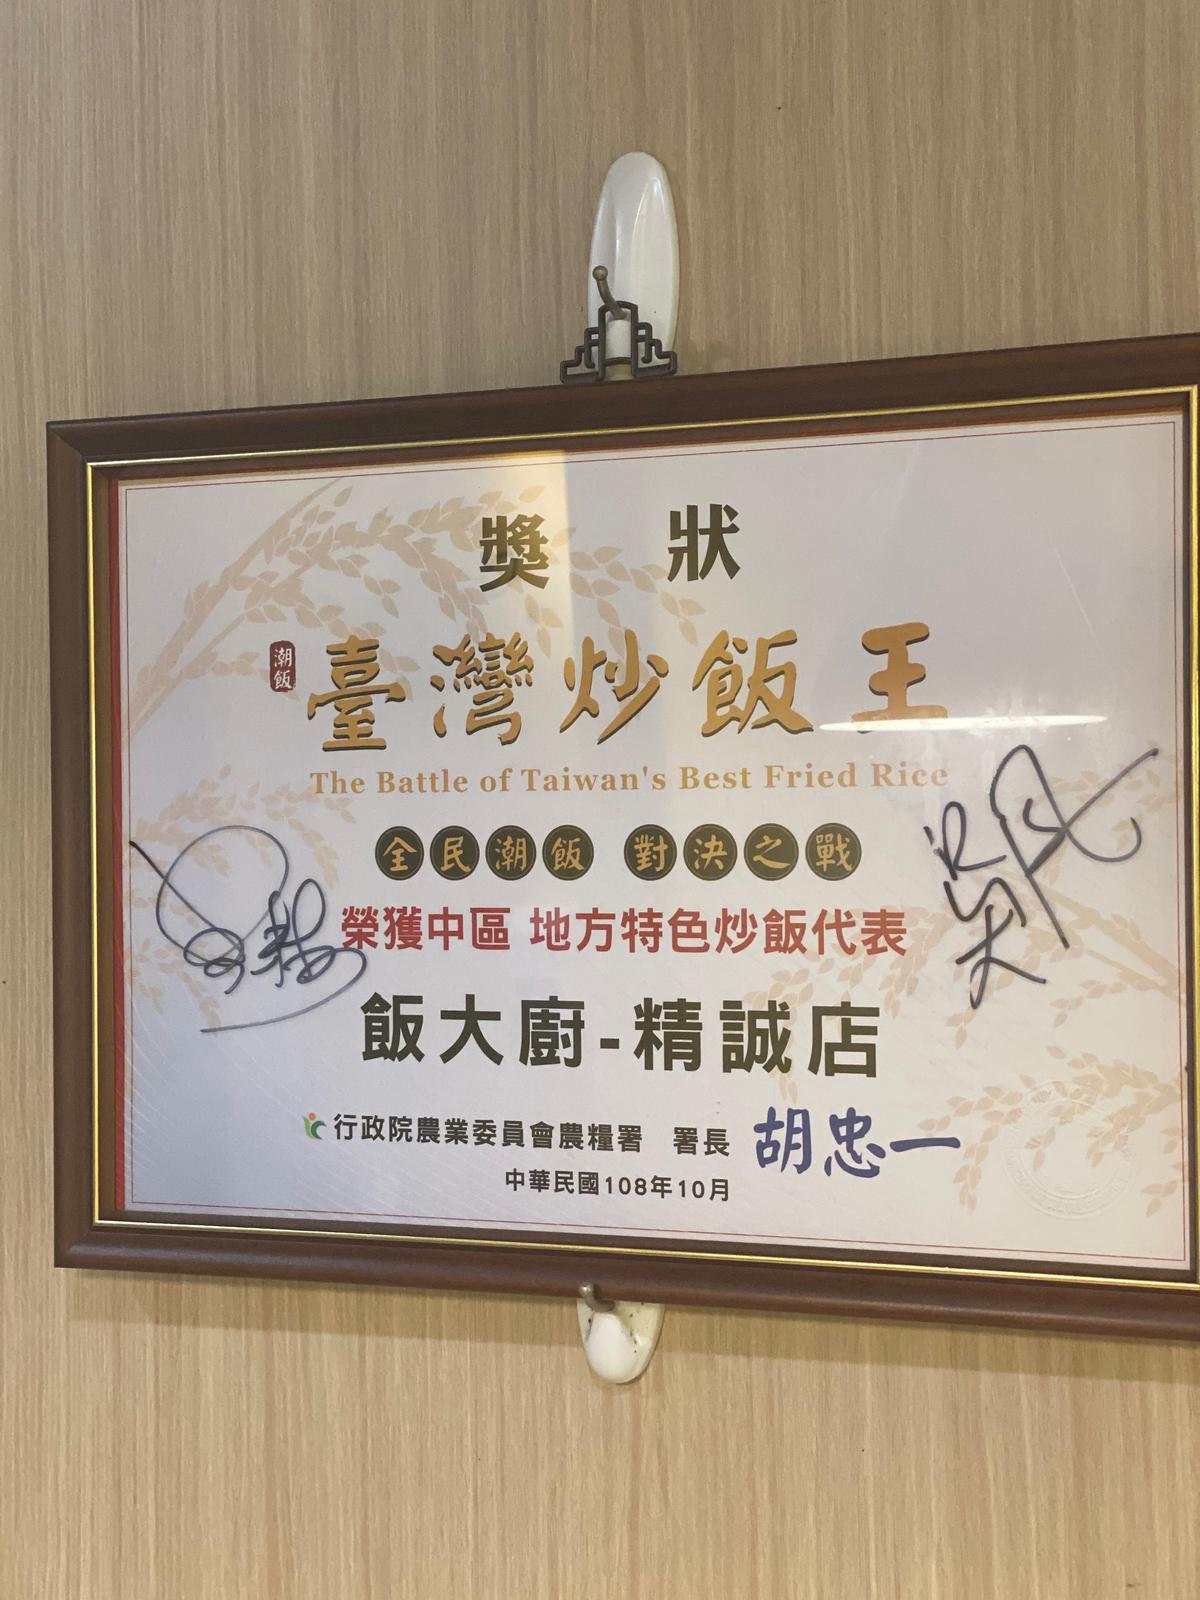 獎狀
潮飯
臺灣炒飯王
The Battle of Taiwan's Best Fried Rice
全民潮飯 對決之戰
榮獲中區 地方特色炒飯代表
飯大廚-精誠店
行政院農業委員會農糧署 署長 胡忠一
中華民國108年10月